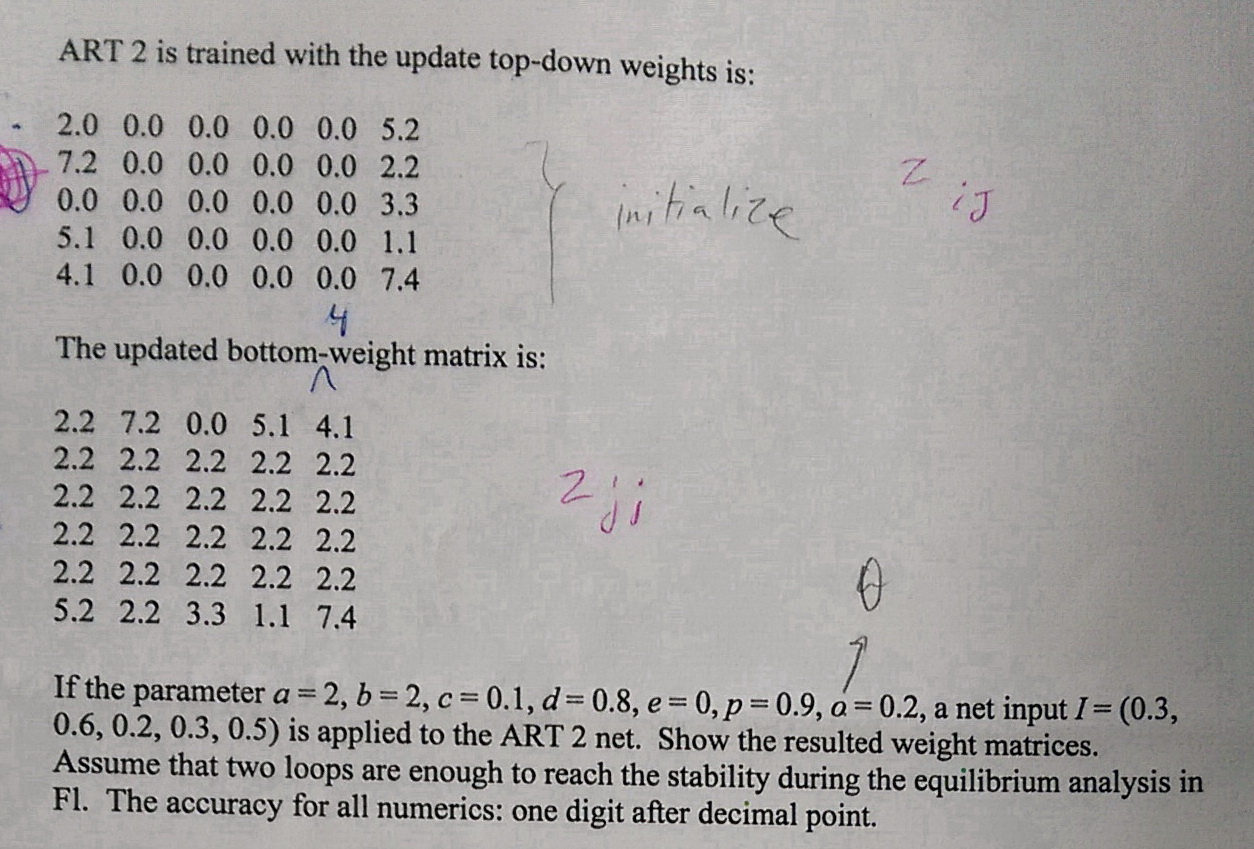 ART 2 is trained with the update top-down weights is:
2.0 0.0 0.0 0.0 0.0 5.2
7.2 0.0 0.0 0.0 0.0 2.2
0.0 0.0 0.0 0.0 0.0 3.3
5.1 0.0 0.0 0.0 0.0 1.1
4.1 0.0 0.0 0.0 0.0 7.4
initialize
z ij
4
The updated bottom-weight matrix is:
2.2 7.2 0.0 5.1 4.1
2.2 2.2 2.2 2.2 2.2
2.2 2.2 2.2 2.2 2.2
2.2 2.2 2.2 2.2 2.2
2.2 2.2 2.2 2.2 2.2
5.2 2.2 3.3 1.1 7.4
z ji
θ
If the parameter a = 2, b = 2, c = 0.1, d = 0.8, e = 0, p = 0.9, a = 0.2, a net input I = (0.3,
0.6, 0.2, 0.3, 0.5) is applied to the ART 2 net. Show the resulted weight matrices.
Assume that two loops are enough to reach the stability during the equilibrium analysis in
Fl. The accuracy for all numerics: one digit after decimal point.